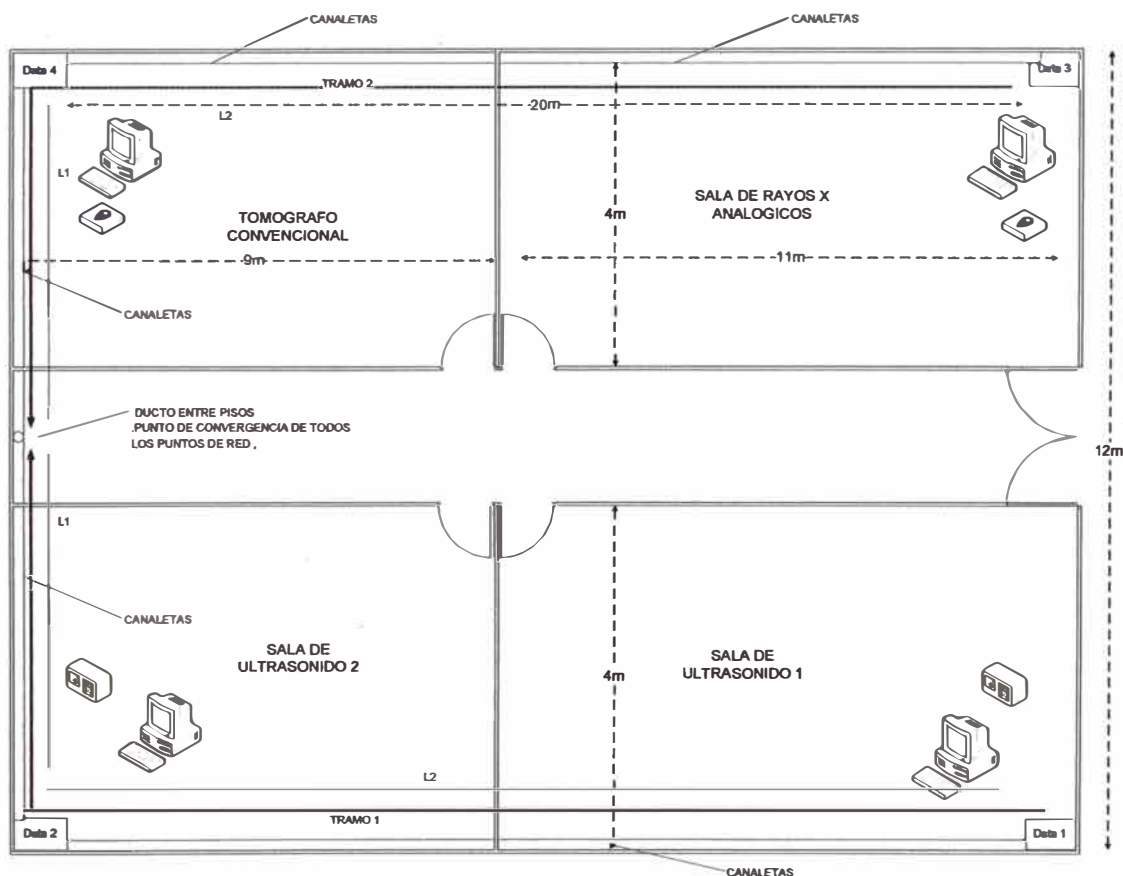 CANALETAS
CANALETAS
Data 4
Data 3
TRAMO 2
20m
L2
L1
SALA DE RAYOS X
ANALOGICOS
4m
TOMOGRAFO
CONVENCIONAL
9m
11m
CANALETAS
DUCTO ENTRE PISOS
.PUNTO DE CONVERGENCIA DE TODOS
LOS PUNTOS DE RED .
12m
L1
CANALETAS
SALA DE
ULTRASONIDO 2
SALA DE
ULTRASONIDO 1
4m
L2
TRAMO 1
Data 2
Data 1
CANALETAS